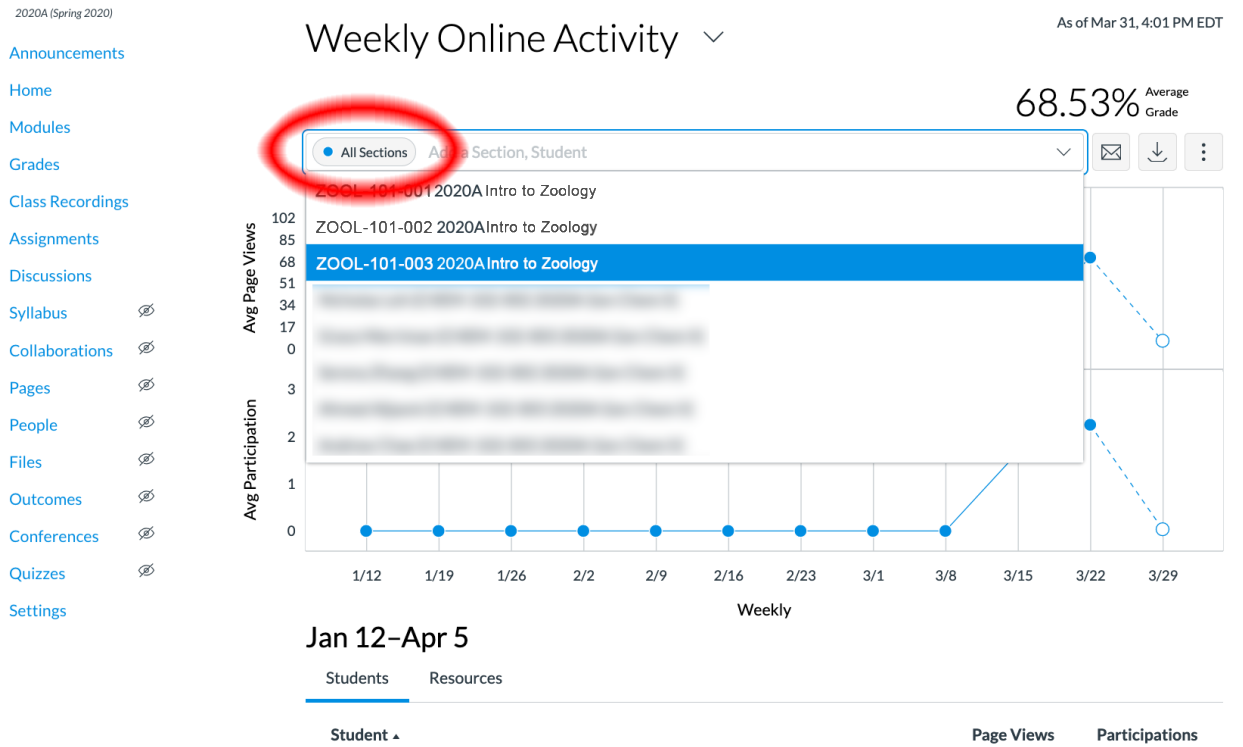 2020A (Spring 2020)
Announcements
Home
Modules
Grades
Class Recordings
Assignments
Discussions
Syllabus
Collaborations
Pages
People
Files
Outcomes
Conferences
Quizzes
Settings
Weekly Online Activity
As of Mar 31, 4:01 PM EDT
68.53% Average Grade
All Sections Add a Section, Student
ZOOL-101-001 2020A Intro to Zoology
ZOOL-101-002 2020A Intro to Zoology
ZOOL-101-003 2020A Intro to Zoology
Avg Page Views
102
85
68
51
34
17
0
Avg Participation
3
2
1
0
1/12 1/19 1/26 2/2 2/9 2/16 2/23 3/1 3/8 3/15 3/22 3/29
Weekly
Jan 12–Apr 5
Students Resources
Student Page Views Participations